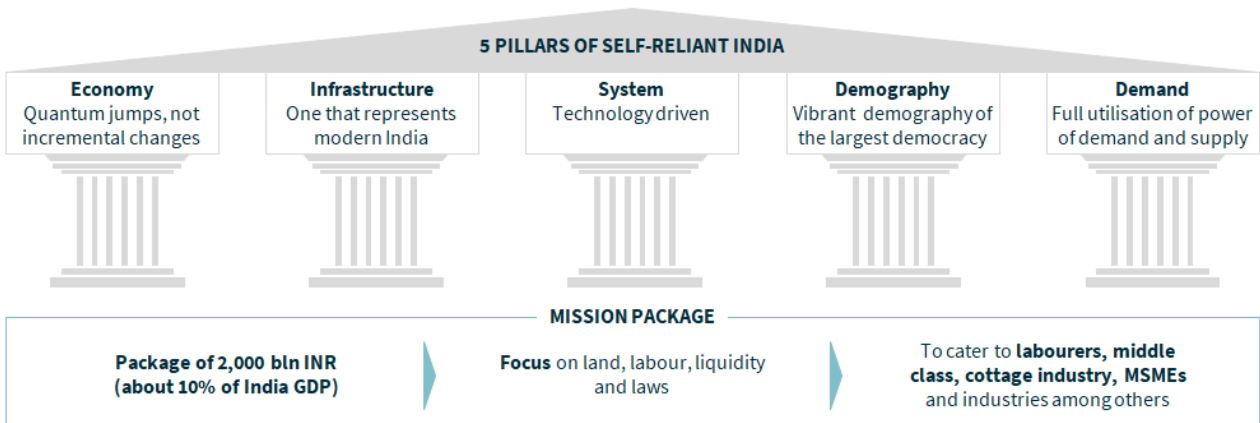 5 PILLARS OF SELF-RELIANT INDIA
Economy
Quantum jumps, not
incremental changes
Infrastructure
One that represents
modern India
System
Technology driven
Demography
Vibrant demography of
the largest democracy
Demand
Full utilisation of power
of demand and supply
MISSION PACKAGE
Package of 2,000 bln INR
(about 10% of India GDP)
Focus on land, labour, liquidity
and laws
To cater to labourers, middle
class, cottage industry, MSMEs
and industries among others